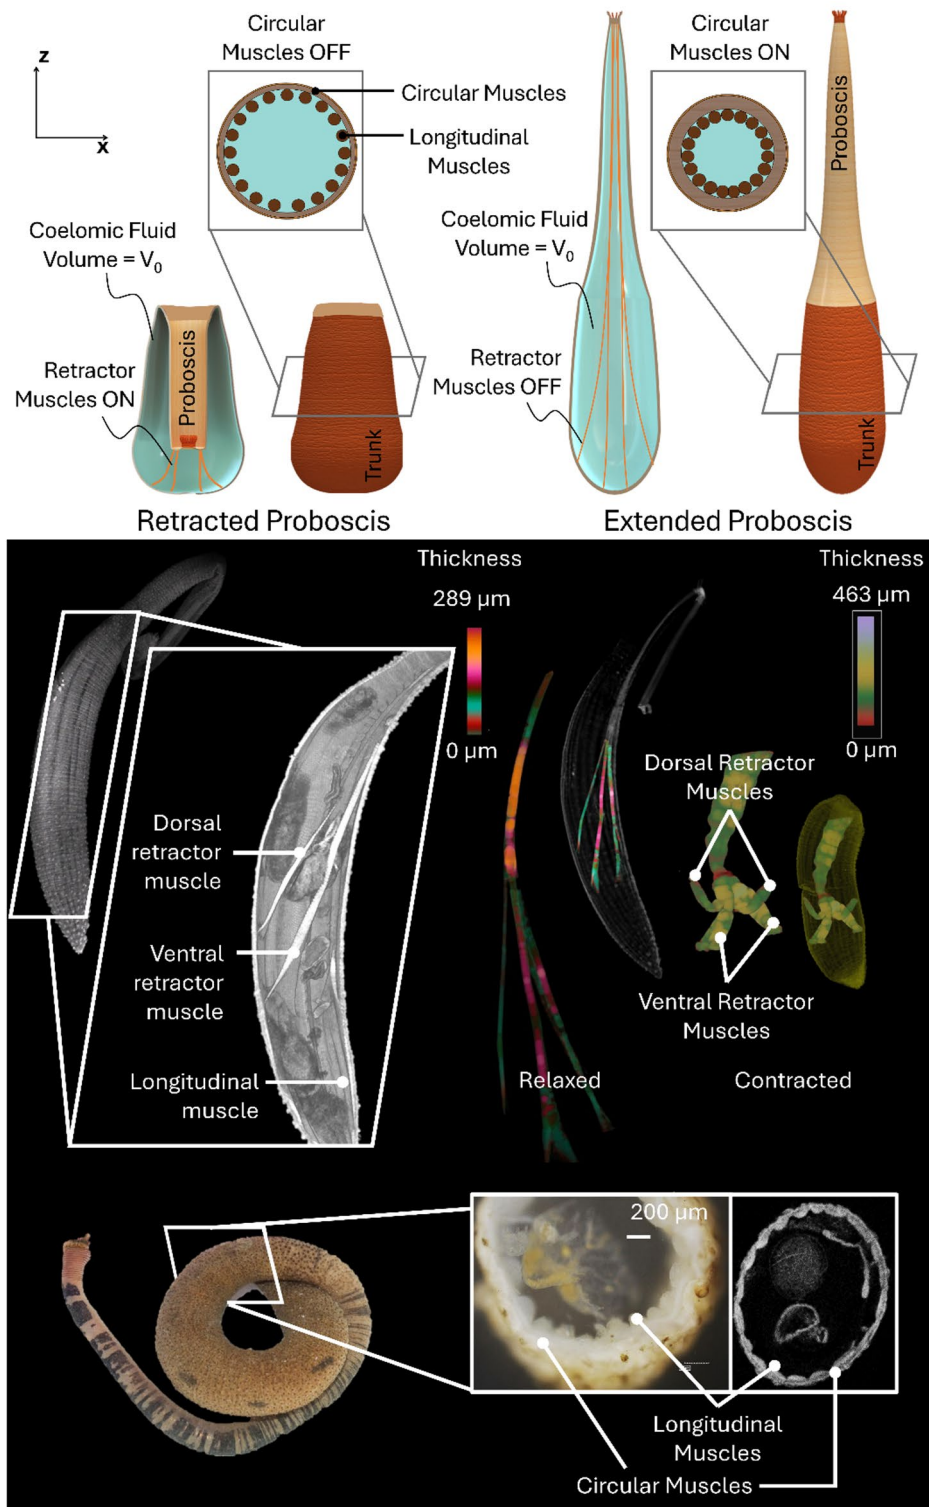 Circular
Muscles OFF
Circular
Muscles ON
z
x
Circular Muscles
Longitudinal
Muscles
Proboscis
Coelomic Fluid
Volume = V₀
Coelomic Fluid
Volume = V₀
Retractor
Muscles ON
Proboscis
Trunk
Retractor
Muscles OFF
Trunk
Retracted Proboscis
Extended Proboscis
Thickness
289 µm
0 µm
Thickness
463 µm
0 µm
Dorsal Retractor
Muscles
Dorsal
retractor
muscle
Ventral
retractor
muscle
Ventral Retractor
Muscles
Longitudinal
muscle
Relaxed
Contracted
200 µm
Longitudinal
Muscles
Circular Muscles